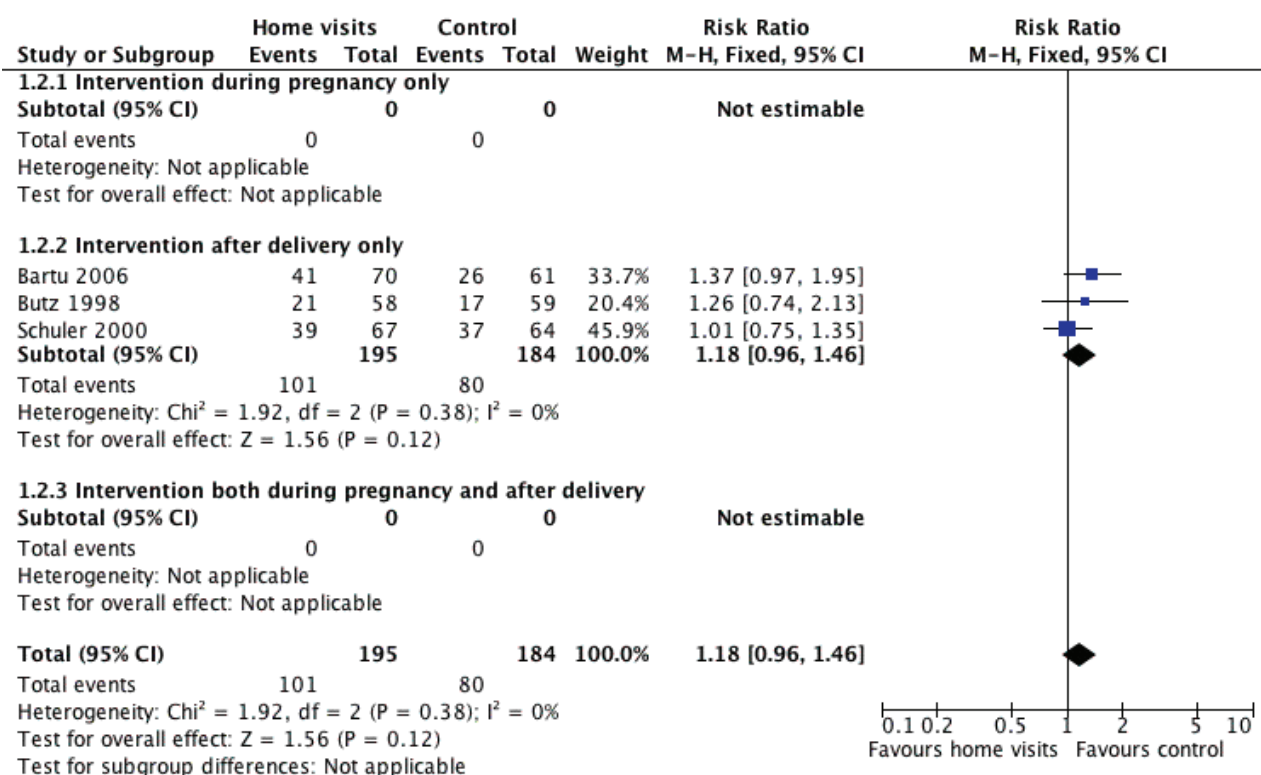 Home visits Control Risk Ratio Risk Ratio
Study or Subgroup Events Total Events Total Weight M-H, Fixed, 95% CI M-H, Fixed, 95% CI
1.2.1 Intervention during pregnancy only
Subtotal (95% CI) 0 0 Not estimable
Total events 0 0
Heterogeneity: Not applicable
Test for overall effect: Not applicable
1.2.2 Intervention after delivery only
Bartu 2006 41 70 26 61 33.7% 1.37 [0.97, 1.95]
Butz 1998 21 58 17 59 20.4% 1.26 [0.74, 2.13]
Schuler 2000 39 67 37 64 45.9% 1.01 [0.75, 1.35]
Subtotal (95% CI) 195 184 100.0% 1.18 [0.96, 1.46]
Total events 101 80
Heterogeneity: Chi² = 1.92, df = 2 (P = 0.38); I² = 0%
Test for overall effect: Z = 1.56 (P = 0.12)
1.2.3 Intervention both during pregnancy and after delivery
Subtotal (95% CI) 0 0 Not estimable
Total events 0 0
Heterogeneity: Not applicable
Test for overall effect: Not applicable
Total (95% CI) 195 184 100.0% 1.18 [0.96, 1.46]
Total events 101 80
Heterogeneity: Chi² = 1.92, df = 2 (P = 0.38); I² = 0%
Test for overall effect: Z = 1.56 (P = 0.12)
Test for subgroup differences: Not applicable
0.1 0.2 0.5 1 2 5 10
Favours home visits Favours control